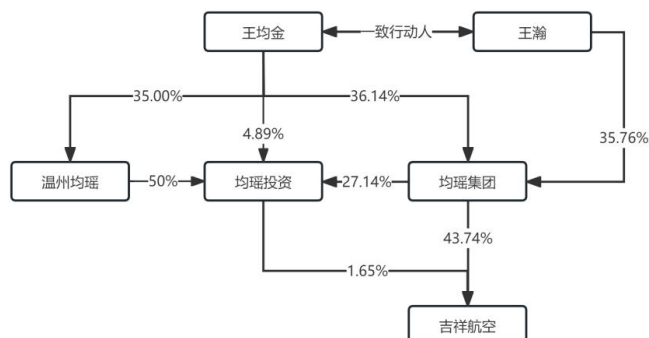 王均金
一致行动人
王瀚
35.00%
36.14%
4.89%
35.76%
温州均瑶
50%
均瑶投资
27.14%
均瑶集团
43.74%
1.65%
吉祥航空